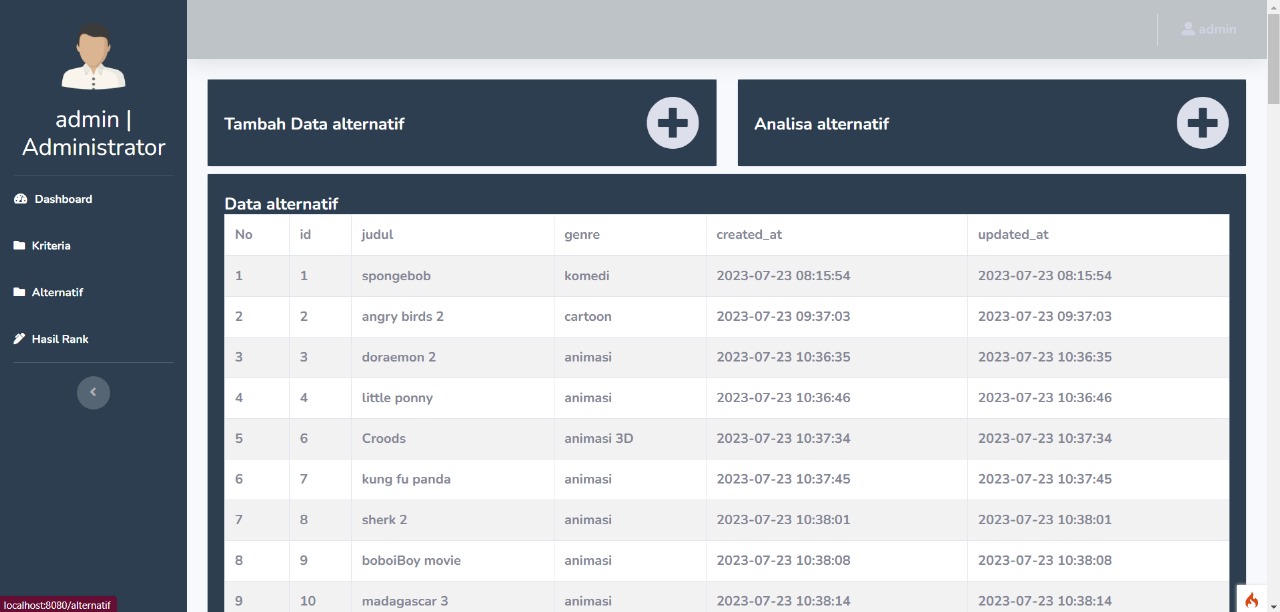 admin
admin |
Administrator
Dashboard
Kriteria
Alternatif
Hasil Rank
Tambah Data alternatif
Analisa alternatif
Data alternatif
No id judul genre created_at updated_at
1 1 spongebob komedi 2023-07-23 08:15:54 2023-07-23 08:15:54
2 2 angry birds 2 cartoon 2023-07-23 09:37:03 2023-07-23 09:37:03
3 3 doraemon 2 animasi 2023-07-23 10:36:35 2023-07-23 10:36:35
4 4 little ponny animasi 2023-07-23 10:36:46 2023-07-23 10:36:46
5 6 Croods animasi 3D 2023-07-23 10:37:34 2023-07-23 10:37:34
6 7 kung fu panda animasi 2023-07-23 10:37:45 2023-07-23 10:37:45
7 8 sherk 2 animasi 2023-07-23 10:38:01 2023-07-23 10:38:01
8 9 boboiBoy movie animasi 2023-07-23 10:38:08 2023-07-23 10:38:08
9 10 madagascar 3 animasi 2023-07-23 10:38:14 2023-07-23 10:38:14
localhost:8080/alternatif